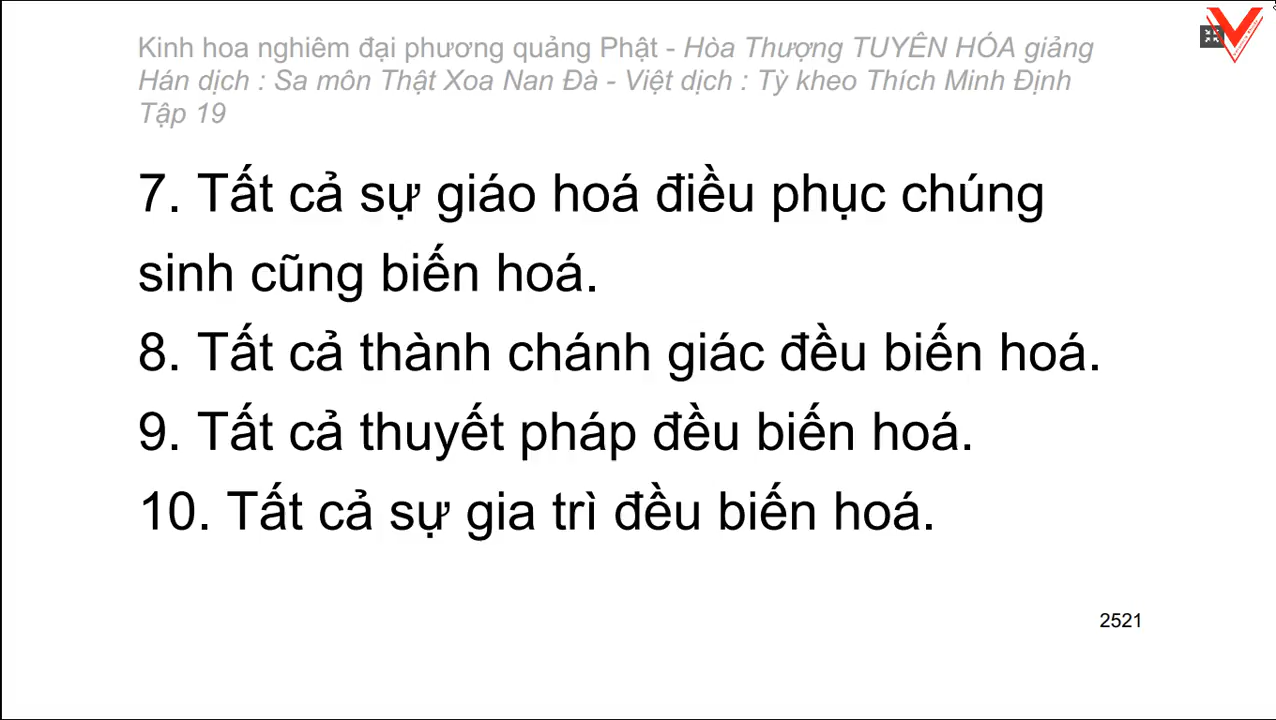 Kinh hoa nghiêm đại phương quảng Phật - Hòa Thượng TUYÊN HÓA giảng
Hán dịch : Sa môn Thật Xoa Nan Đà - Việt dịch : Tỳ kheo Thích Minh Định
Tập 19
7. Tất cả sự giáo hoá điều phục chúng
sinh cũng biến hoá.
8. Tất cả thành chánh giác đều biến hoá.
9. Tất cả thuyết pháp đều biến hoá.
10. Tất cả sự gia trì đều biến hoá.
2521